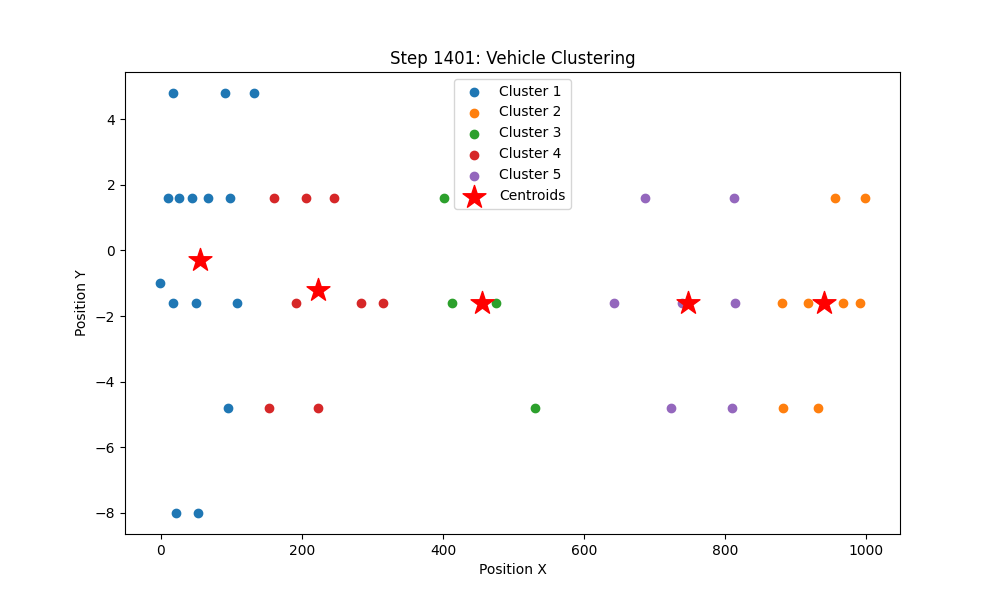 Step 1401: Vehicle Clustering
Cluster 1
Cluster 2
Cluster 3
Cluster 4
Cluster 5
Centroids
4
2
0
−2
−4
−6
−8
Position Y
0 200 400 600 800 1000
Position X